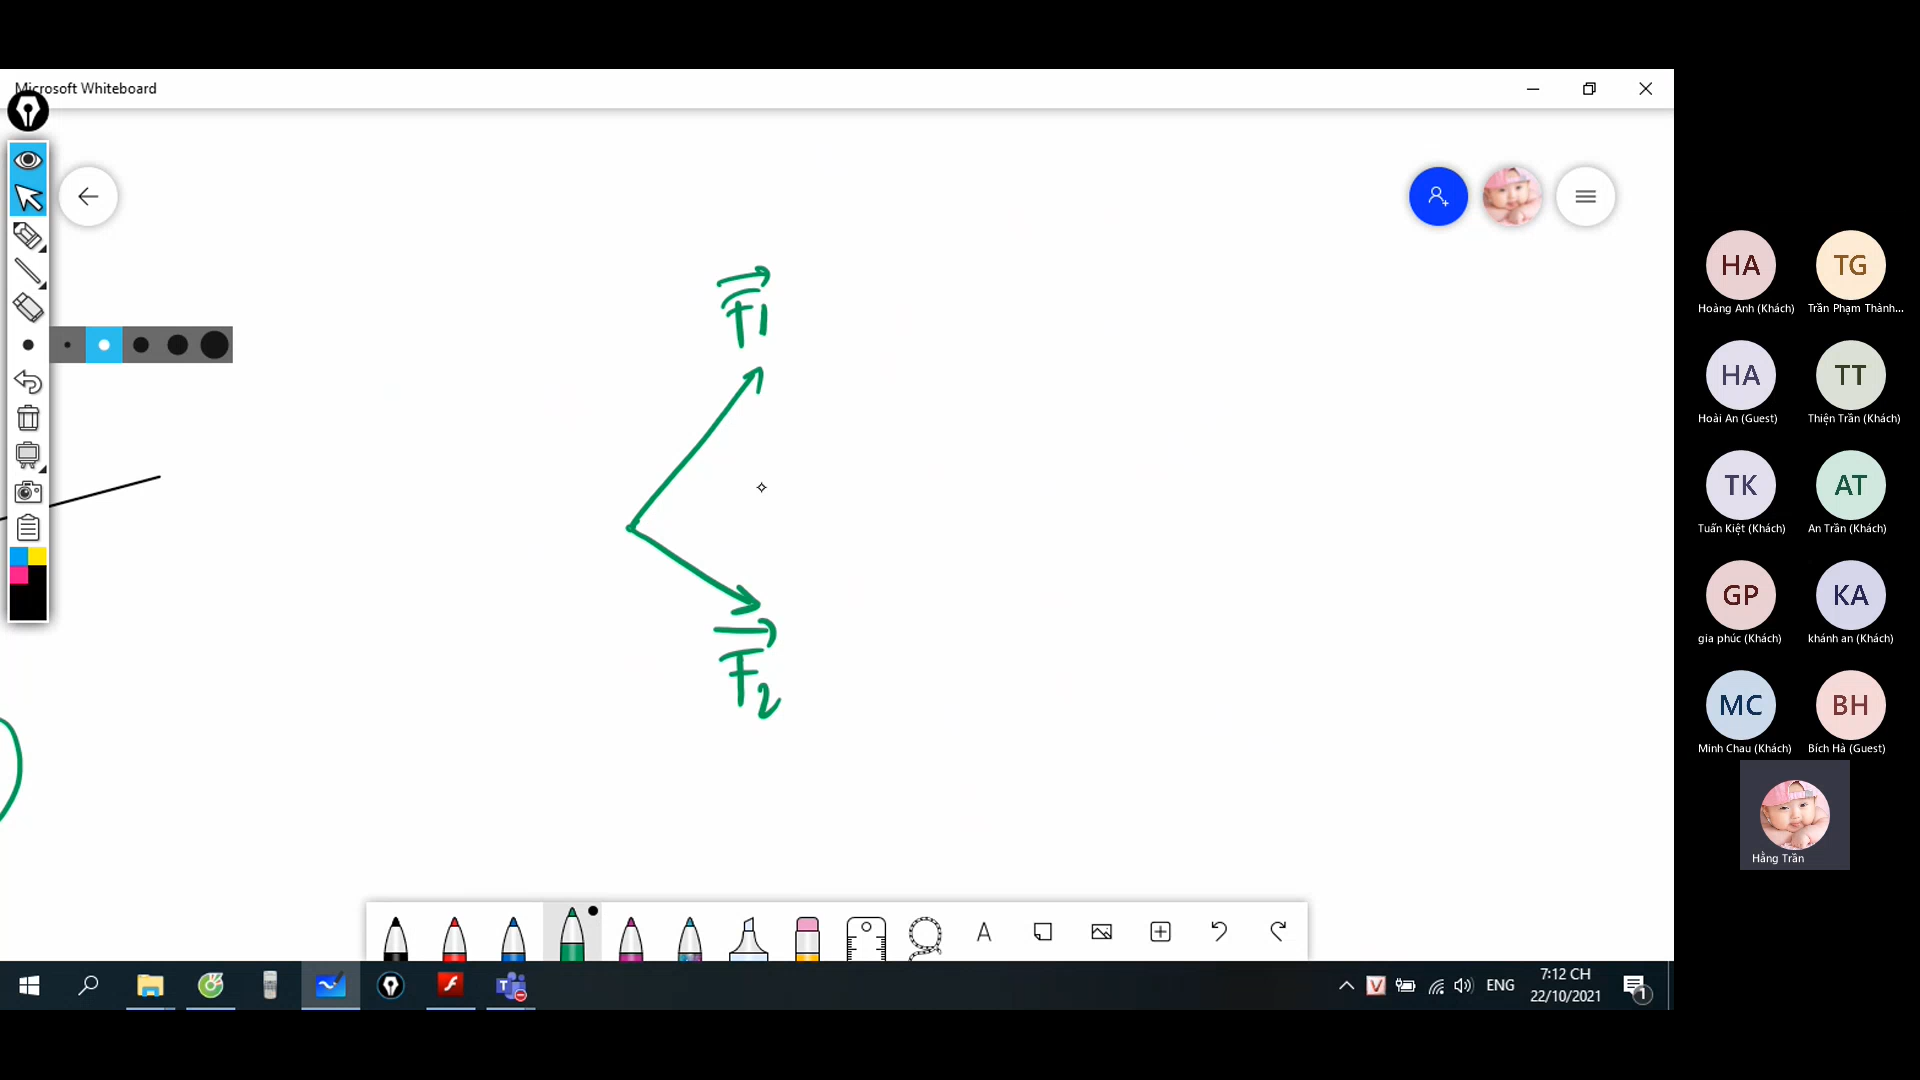 Microsoft Whiteboard
F1
F2
A
HA
TG
Hoàng Anh (Khách)
Trần Phạm Thành...
HA
TT
Hoài An (Guest)
Thiện Trần (Khách)
TK
AT
Tuấn Kiệt (Khách)
An Trần (Khách)
GP
KA
gia phúc (Khách)
khánh an (Khách)
MC
BH
Minh Chau (Khách)
Bích Hà (Guest)
Hằng Trần
ENG
7:12 CH
22/10/2021
1